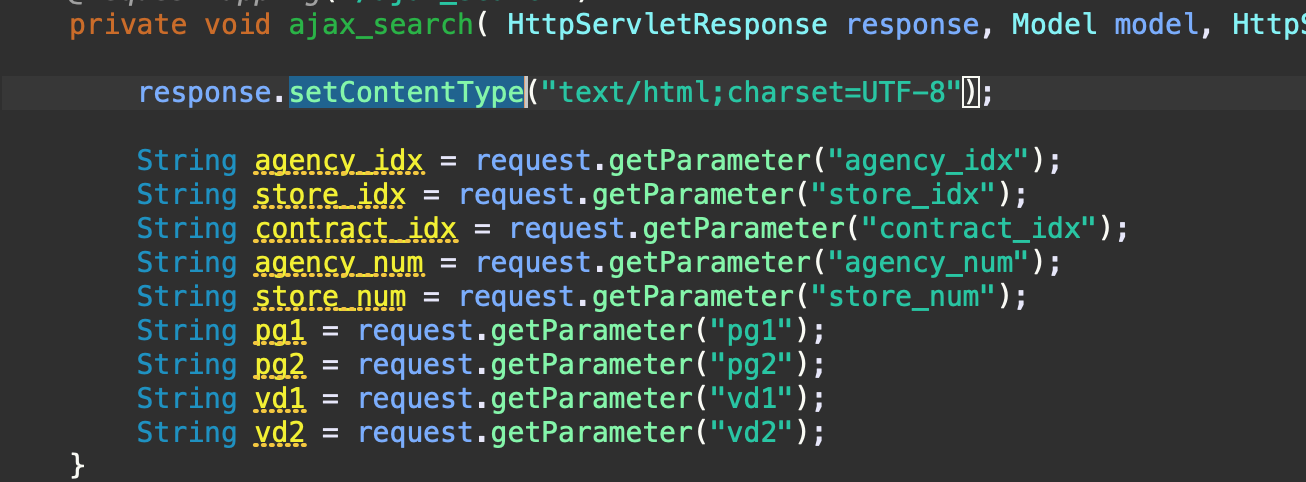 private void ajax_search( HttpServletResponse response, Model model, HttpS
response.setContentType("text/html;charset=UTF-8");
String agency_idx = request.getParameter("agency_idx");
String store_idx = request.getParameter("store_idx");
String contract_idx = request.getParameter("contract_idx");
String agency_num = request.getParameter("agency_num");
String store_num = request.getParameter("store_num");
String pg1 = request.getParameter("pg1");
String pg2 = request.getParameter("pg2");
String vd1 = request.getParameter("vd1");
String vd2 = request.getParameter("vd2");
}